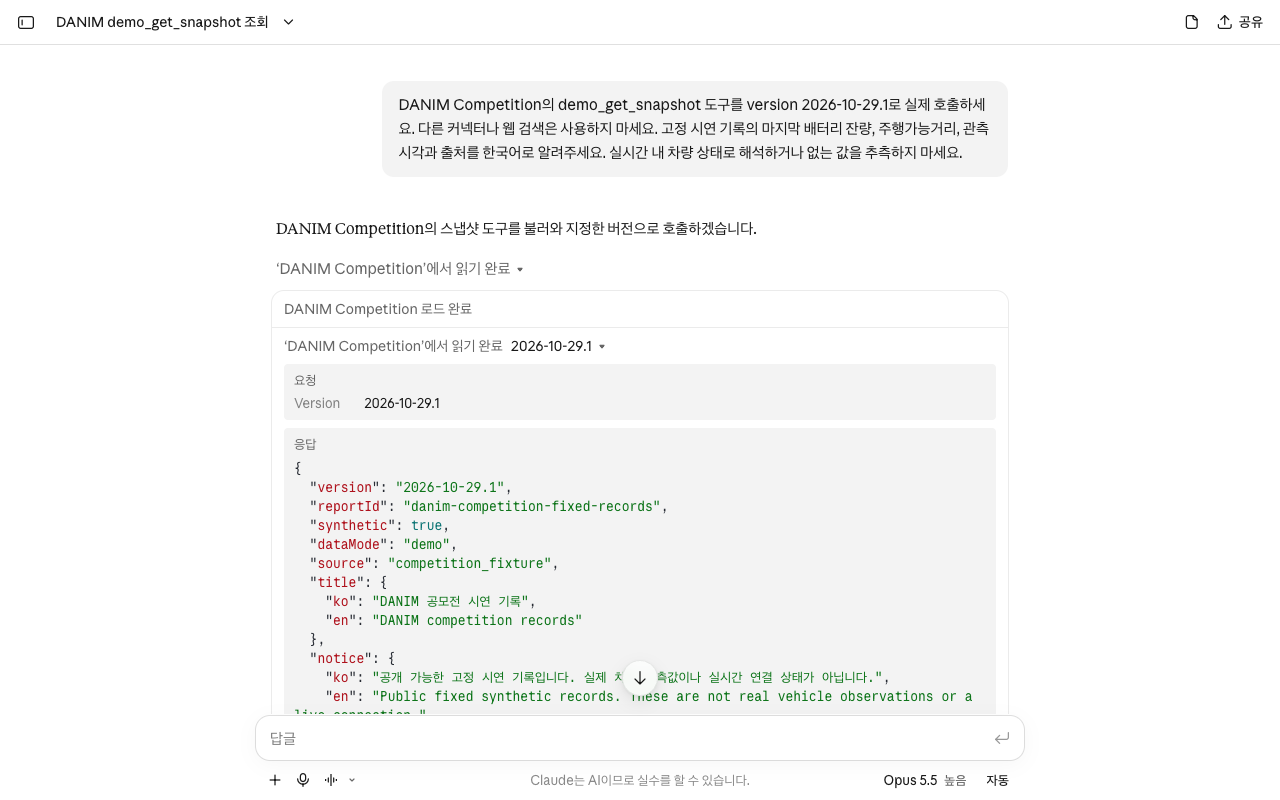 DANIM demo_get_snapshot 조회
공유
DANIM Competition의 demo_get_snapshot 도구를 version 2026-10-29.1로 실제 호출하세
요. 다른 커넥터나 웹 검색은 사용하지 마세요. 고정 시연 기록의 마지막 배터리 잔량, 주행가능거리, 관측
시각과 출처를 한국어로 알려주세요. 실시간 내 차량 상태로 해석하거나 없는 값을 추측하지 마세요.
DANIM Competition의 스냅샷 도구를 불러와 지정한 버전으로 호출하겠습니다.
‘DANIM Competition’에서 읽기 완료
DANIM Competition 로드 완료
‘DANIM Competition’에서 읽기 완료 2026-10-29.1
요청
Version 2026-10-29.1
응답
{
"version": "2026-10-29.1",
"reportId": "danim-competition-fixed-records",
"synthetic": true,
"dataMode": "demo",
"source": "competition_fixture",
"title": {
"ko": "DANIM 공모전 시연 기록",
"en": "DANIM competition records"
},
"notice": {
"ko": "공개 가능한 고정 시연 기록입니다. 실제 실시간 연결 상태가 아닙니다.",
"en": "Public fixed synthetic records. These are not real vehicle observations or a
live connection."
답글
Claude는 AI이므로 실수를 할 수 있습니다.
Opus 5.5 높음 자동